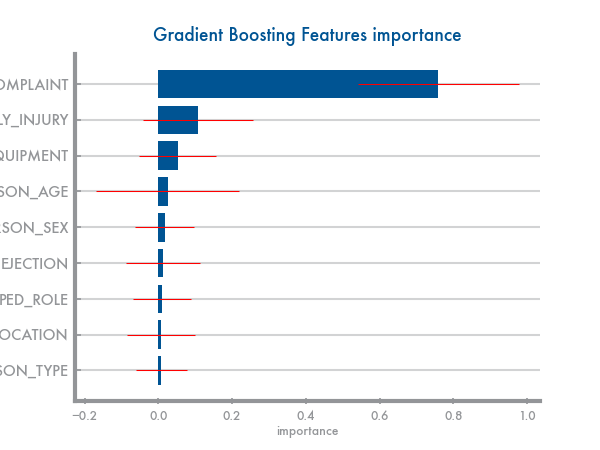 Gradient Boosting Features importance
OMPLAINT
LY_INJURY
QUIPMENT
SON_AGE
RSON_SEX
EJECTION
PED_ROLE
OCATION
SON_TYPE
−0.2 0.0 0.2 0.4 0.6 0.8 1.0
importance